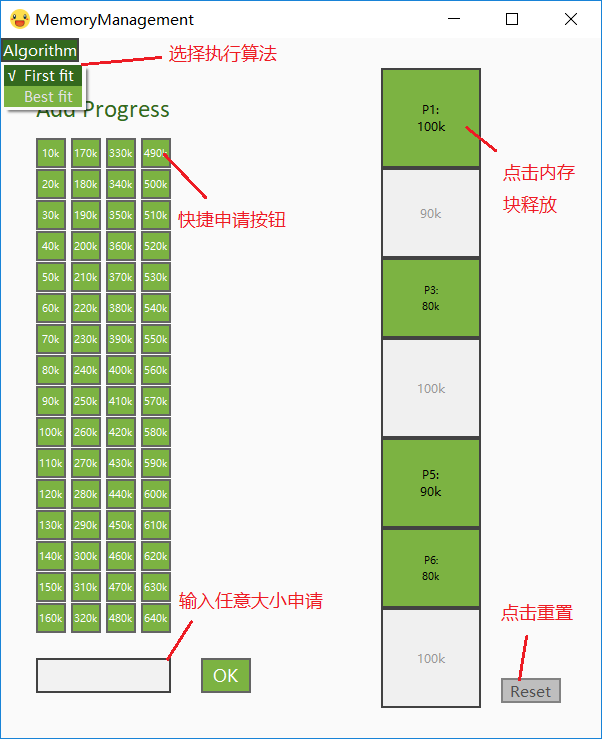 MemoryManagement
Algorithm
选择执行算法
√ First fit
Best fit
Add Progress
10k 170k 330k 490k
20k 180k 340k 500k
30k 190k 350k 510k
40k 200k 360k 520k
50k 210k 370k 530k
60k 220k 380k 540k
70k 230k 390k 550k
80k 240k 400k 560k
90k 250k 410k 570k
100k 260k 420k 580k
110k 270k 430k 590k
120k 280k 440k 600k
130k 290k 450k 610k
140k 300k 460k 620k
150k 310k 470k 630k
160k 320k 480k 640k
快捷申请按钮
输入任意大小申请
OK
P1:
100k
90k
P3:
80k
100k
P5:
90k
P6:
80k
100k
点击内存
块释放
点击重置
Reset